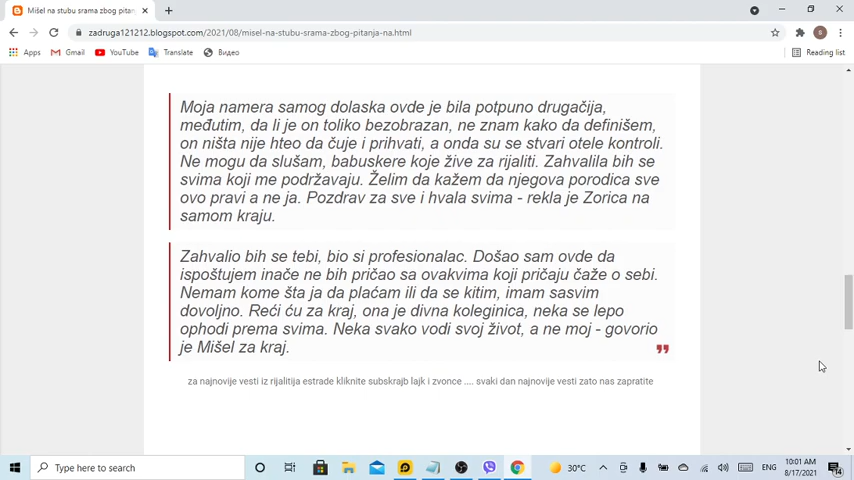 Mišel na stubu srama zbog pitanja
zadruga121212.blogspot.com/2021/08/misel-na-stubu-srama-zbog-pitanja-na.html
Apps Gmail YouTube Translate Видео Reading list
Moja namera samog dolaska ovde je bila potpuno drugačija,
međutim, da li je on toliko bezobrazan, ne znam kako da definišem,
on ništa nije hteo da čuje i prihvati, a onda su se stvari otele kontroli.
Ne mogu da slušam, babuskere koje žive za rijaliti. Zahvalila bih se
svima koji me podržavaju. Želim da kažem da njegova porodica sve
ovo pravi a ne ja. Pozdrav za sve i hvala svima - rekla je Zorica na
samom kraju.
Zahvalio bih se tebi, bio si profesionalac. Došao sam ovde da
ispoštujem inače ne bih pričao sa ovakvima koji pričaju čaže o sebi.
Nemam kome šta ja da plaćam ili da se kitim, imam sasvim
dovoljno. Reći ću za kraj, ona je divna koleginica, neka se lepo
ophodi prema svima. Neka svako vodi svoj život, a ne moj - govorio
je Mišel za kraj.
za najnovije vesti iz rijalitija estrade kliknite subskrajb lajk i zvonce .... svaki dan najnovije vesti zato nas zapratite
Type here to search
30°C
ENG
10:01 AM
8/17/2021
14